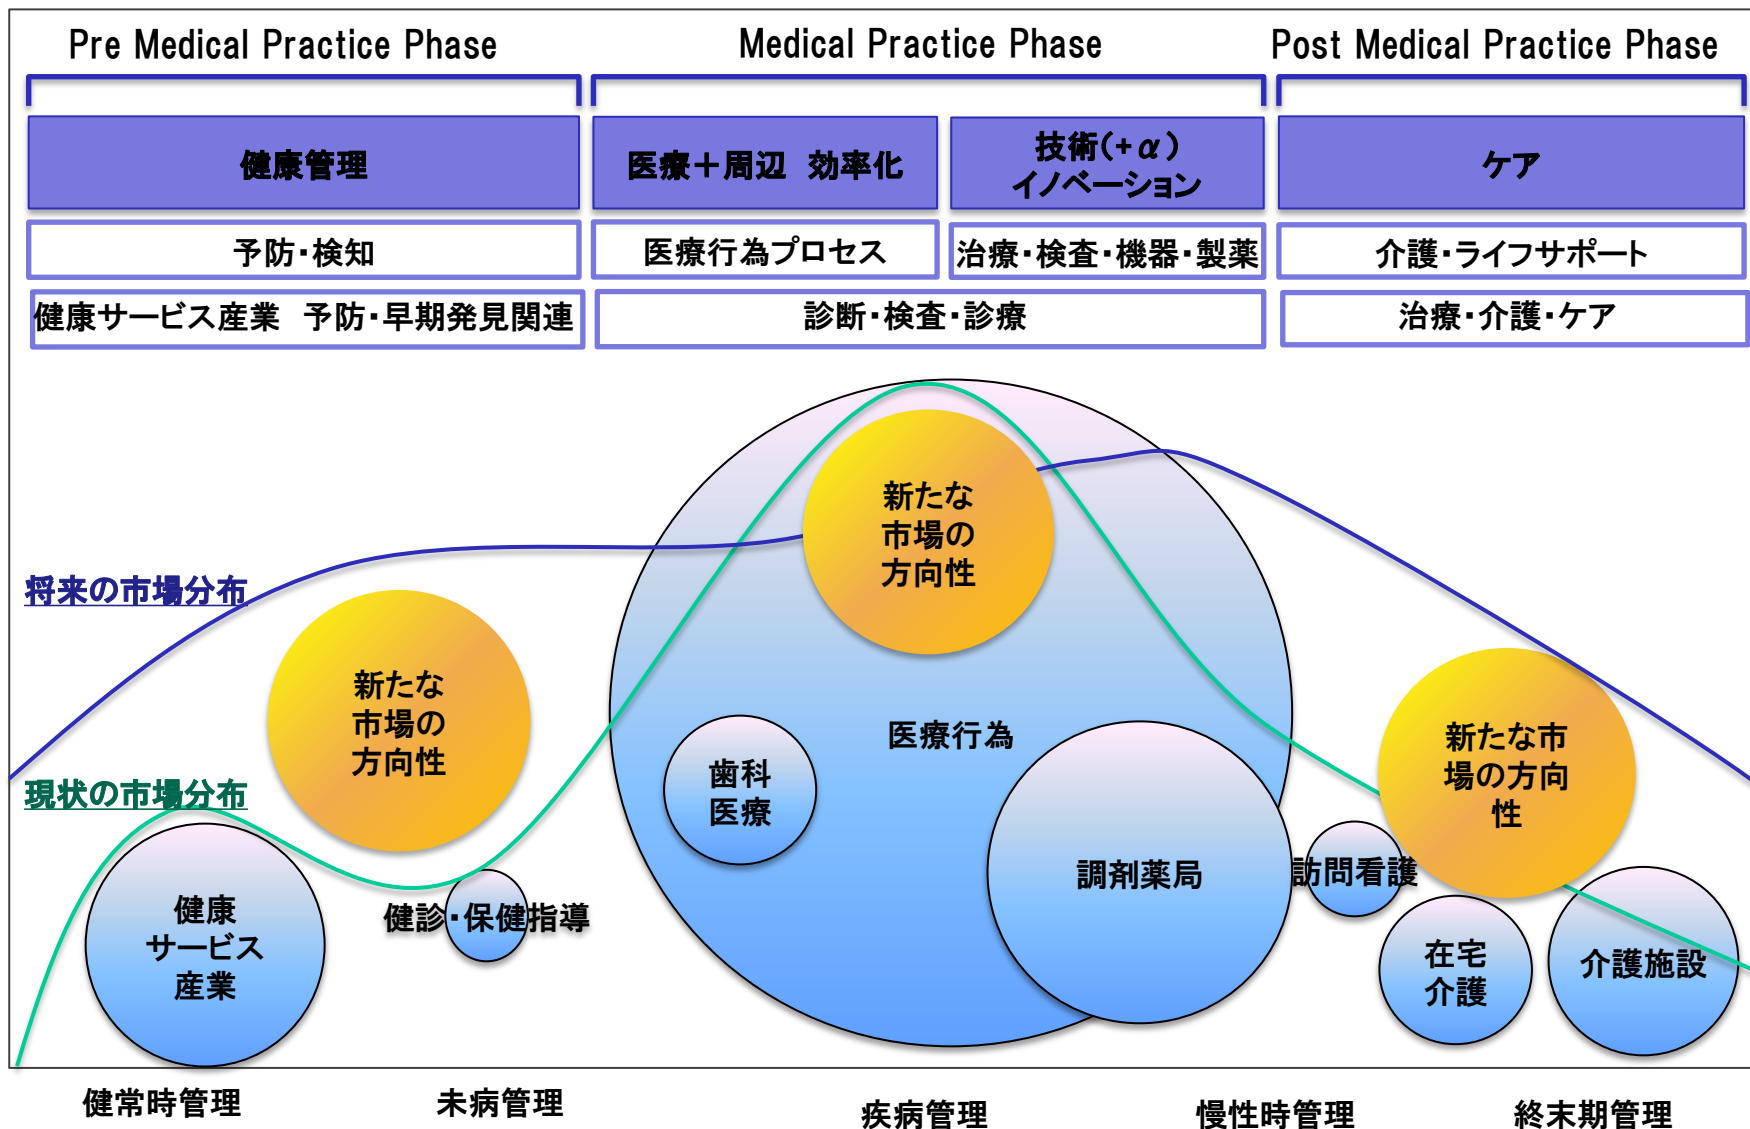 Pre Medical Practice Phase
Medical Practice Phase
Post Medical Practice Phase
健康管理
医療＋周辺　効率化
技術(+α)
イノベーション
ケア
予防・検知
医療行為プロセス
治療・検査・機器・製薬
介護・ライフサポート
健康サービス産業　予防・早期発見関連
診断・検査・診療
治療・介護・ケア
新たな
市場の
方向性
将来の市場分布
新たな
市場の
方向性
医療行為
新たな市
場の方向
性
現状の市場分布
歯科
医療
調剤薬局
訪問看護
健康
サービス
産業
健診・保健指導
在宅
介護
介護施設
健常時管理
未病管理
疾病管理
慢性時管理
終末期管理